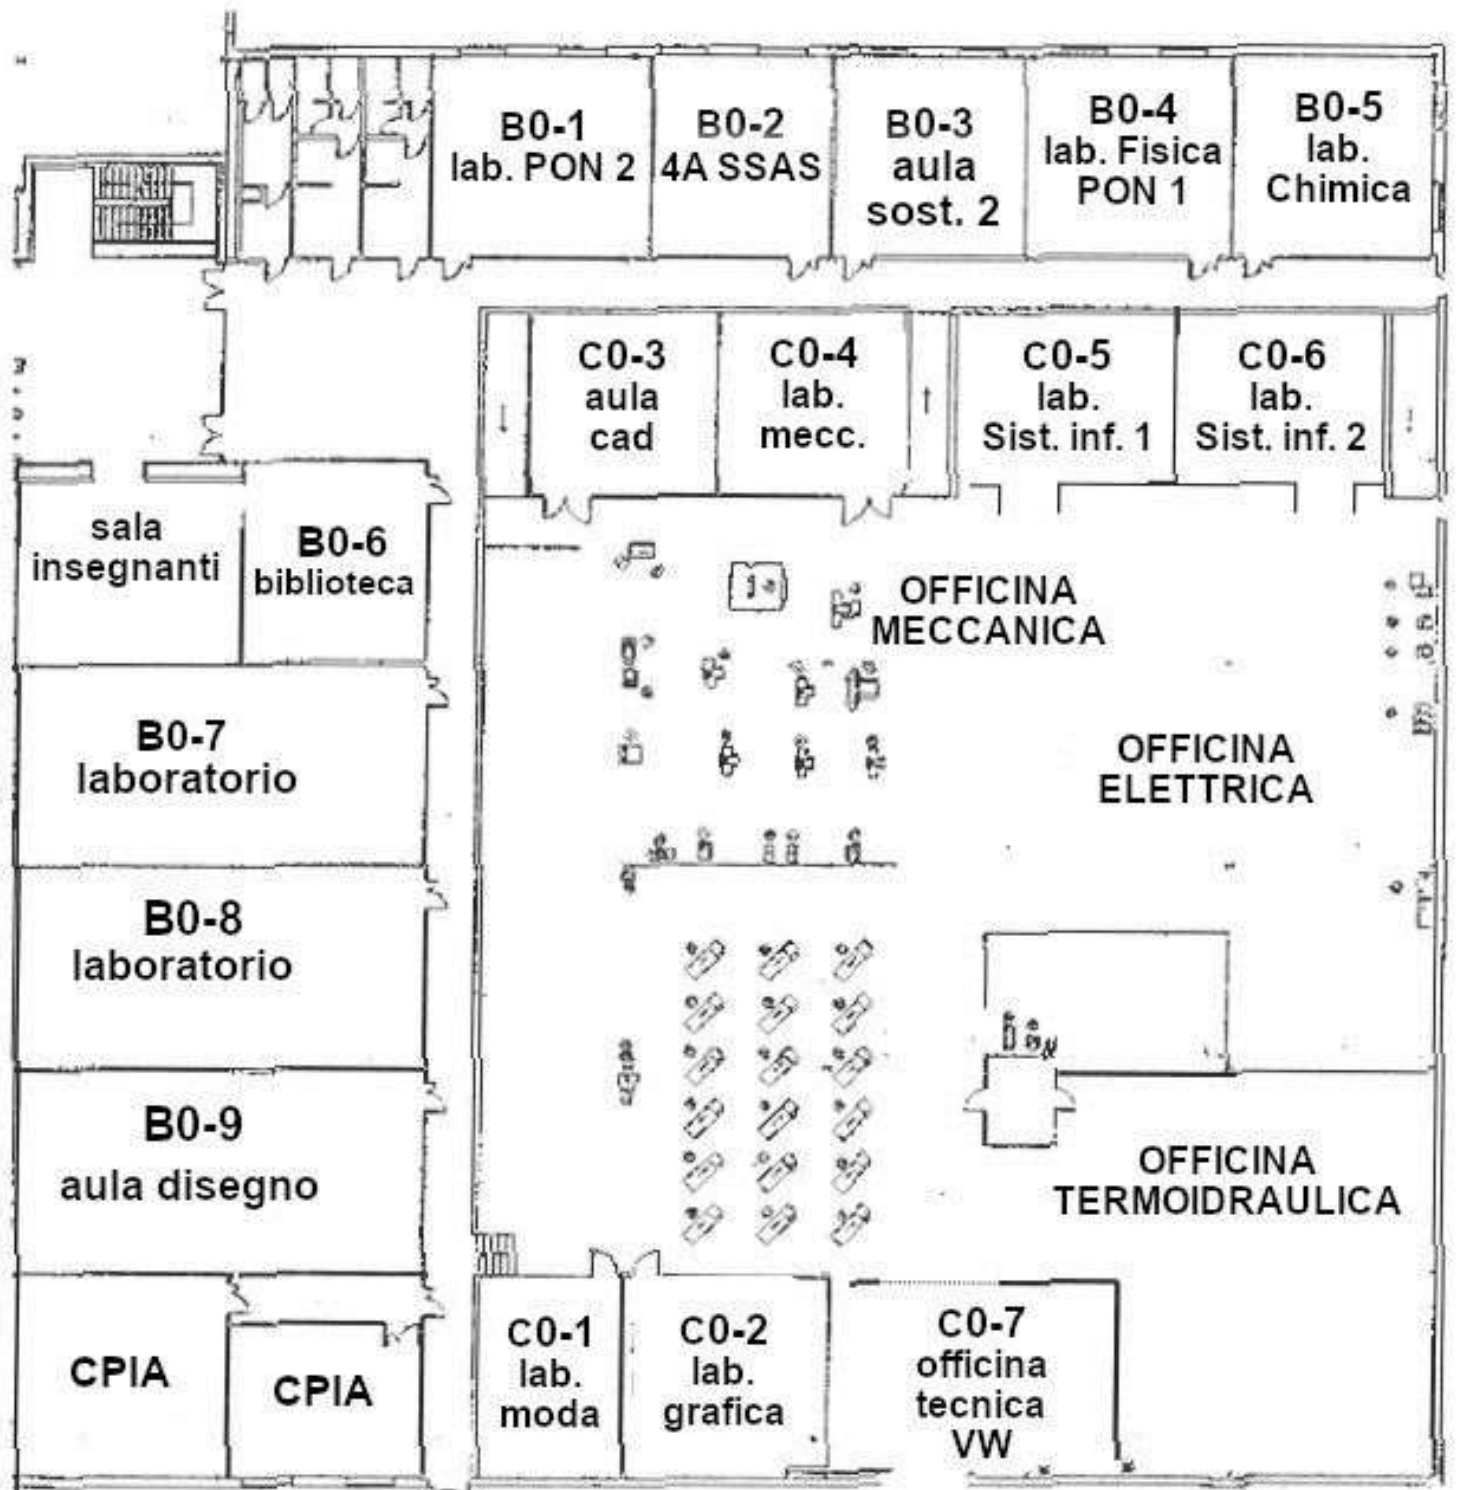 B0-1
lab. PON 2
B0-2
4A SSAS
B0-3
aula
sost. 2
B0-4
lab. Fisica
PON 1
B0-5
lab.
Chimica
C0-3
aula
cad
C0-4
lab.
mecc.
C0-5
lab.
Sist. inf. 1
C0-6
lab.
Sist. inf. 2
sala
insegnanti
B0-6
biblioteca
OFFICINA
MECCANICA
B0-7
laboratorio
OFFICINA
ELETTRICA
B0-8
laboratorio
B0-9
aula disegno
OFFICINA
TERMOIDRAULICA
CPIA
CPIA
C0-1
lab.
moda
C0-2
lab.
grafica
C0-7
officina
tecnica
VW